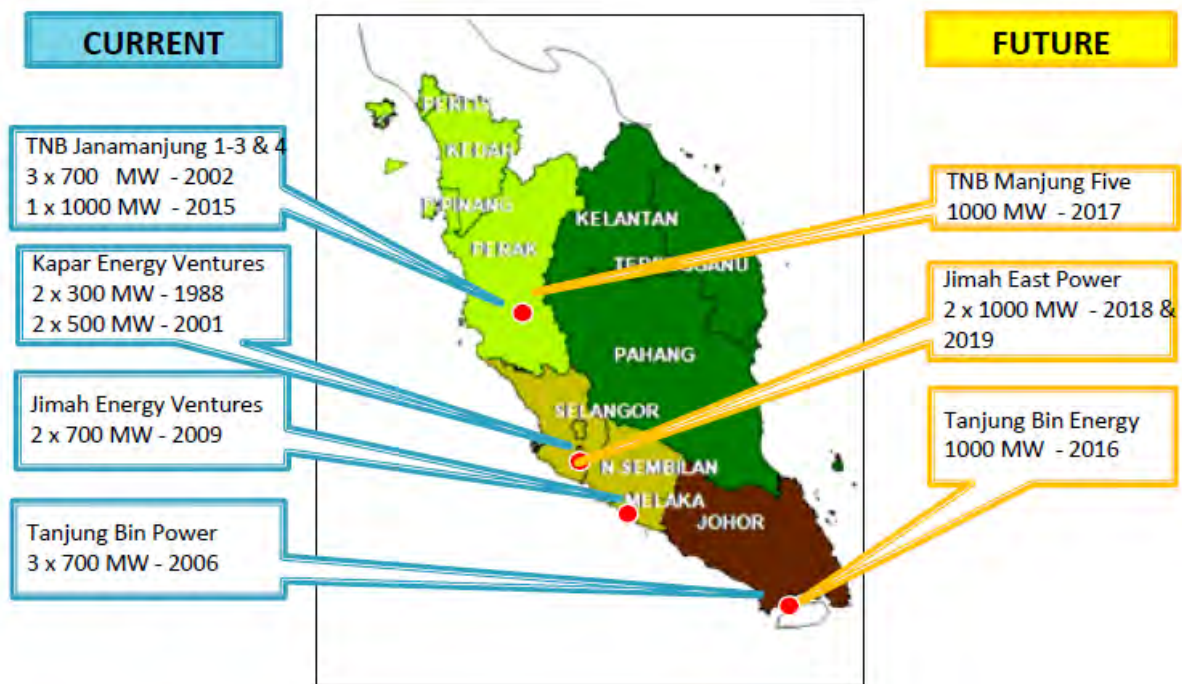 CURRENT
FUTURE
TNB Janamanjung 1-3 & 4
3 x 700 MW - 2002
1 x 1000 MW - 2015
Kapar Energy Ventures
2 x 300 MW - 1988
2 x 500 MW - 2001
Jimah Energy Ventures
2 x 700 MW - 2009
Tanjung Bin Power
3 x 700 MW - 2006
PERLIS
KEDAH
P.PINANG
PERAK
KELANTAN
TERENGGANU
PAHANG
SELANGOR
N SEMBILAN
MELAKA
JOHOR
TNB Manjung Five
1000 MW - 2017
Jimah East Power
2 x 1000 MW - 2018 &
2019
Tanjung Bin Energy
1000 MW - 2016